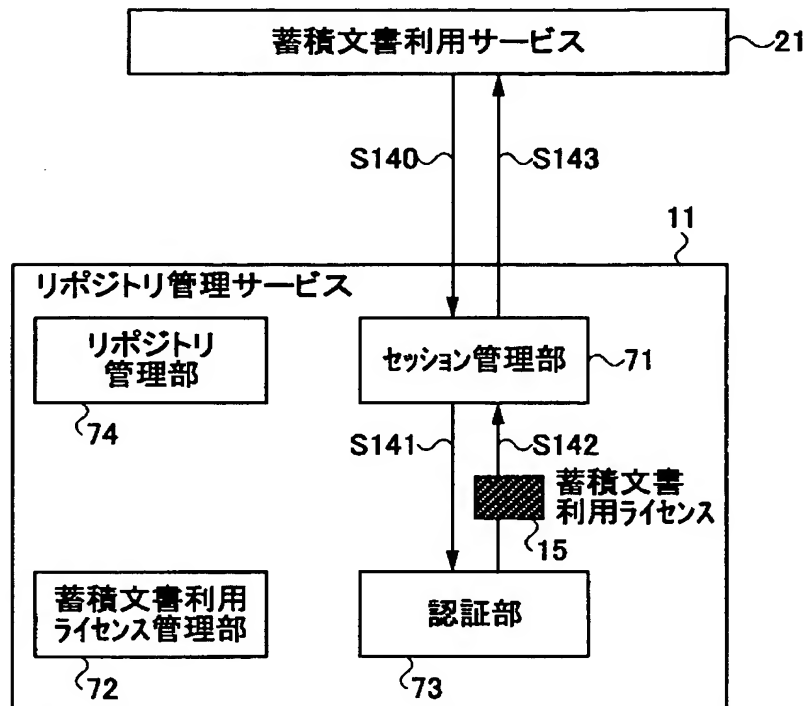 蓄積文書利用サービス
21
S140
S143
11
リポジトリ管理サービス
リポジトリ
管理部
74
セッション管理部
71
S141
S142
蓄積文書
利用ライセンス
15
蓄積文書利用
ライセンス管理部
72
認証部
73